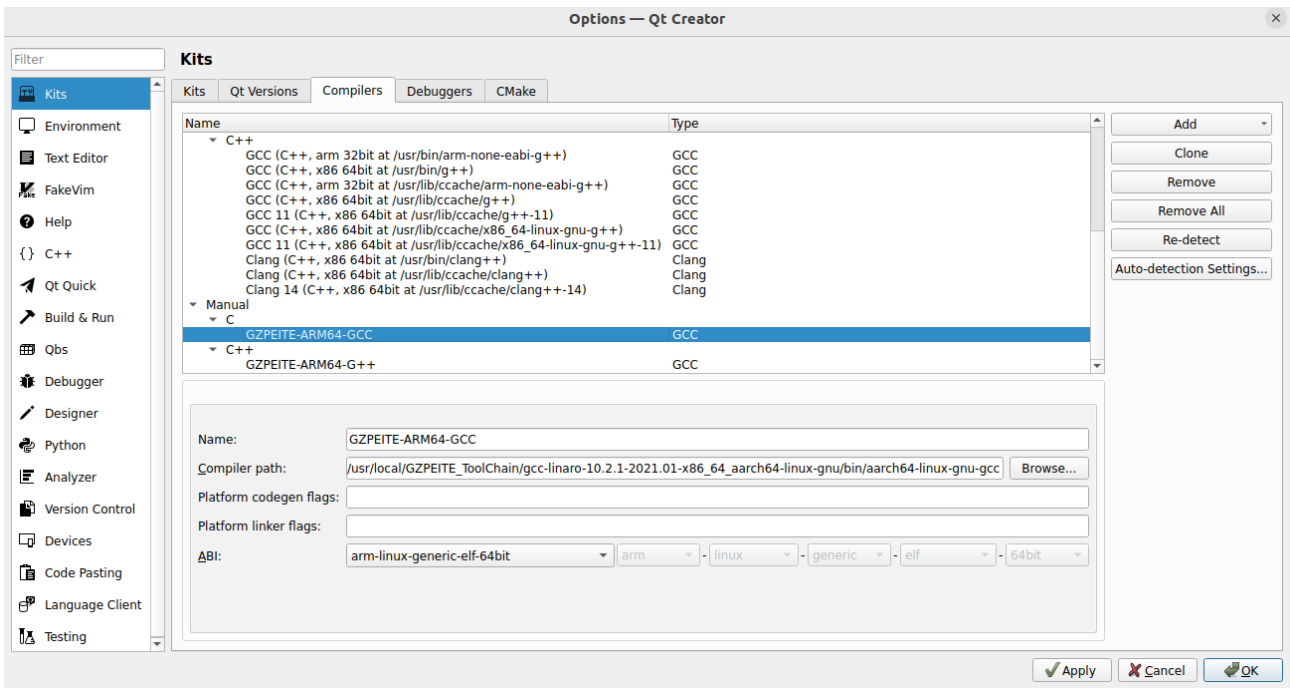 Options — Qt Creator
Filter
Kits
Environment
Text Editor
FakeVim
Help
C++
Qt Quick
Build & Run
Qbs
Debugger
Designer
Python
Analyzer
Version Control
Devices
Code Pasting
Language Client
Testing
Kits
Kits Qt Versions Compilers Debuggers CMake
Name Type
C++
GCC (C++, arm 32bit at /usr/bin/arm-none-eabi-g++) GCC
GCC (C++, x86 64bit at /usr/bin/g++) GCC
GCC (C++, arm 32bit at /usr/lib/ccache/arm-none-eabi-g++) GCC
GCC (C++, x86 64bit at /usr/lib/ccache/g++) GCC
GCC 11 (C++, x86 64bit at /usr/lib/ccache/g++-11) GCC
GCC (C++, x86 64bit at /usr/lib/ccache/x86_64-linux-gnu-g++) GCC
GCC 11 (C++, x86 64bit at /usr/lib/ccache/x86_64-linux-gnu-g++-11) GCC
Clang (C++, x86 64bit at /usr/bin/clang++) Clang
Clang (C++, x86 64bit at /usr/lib/ccache/clang++) Clang
Clang 14 (C++, x86 64bit at /usr/lib/ccache/clang++-14) Clang
Manual
C
GZPEITE-ARM64-GCC GCC
C++
GZPEITE-ARM64-G++ GCC
Add
Clone
Remove
Remove All
Re-detect
Auto-detection Settings...
Name: GZPEITE-ARM64-GCC
Compiler path: /usr/local/GZPEITE_ToolChain/gcc-linaro-10.2.1-2021.01-x86_64_aarch64-linux-gnu/bin/aarch64-linux-gnu-gcc Browse...
Platform codegen flags:
Platform linker flags:
ABI: arm-linux-generic-elf-64bit arm - linux - generic - elf - 64bit
Apply Cancel OK